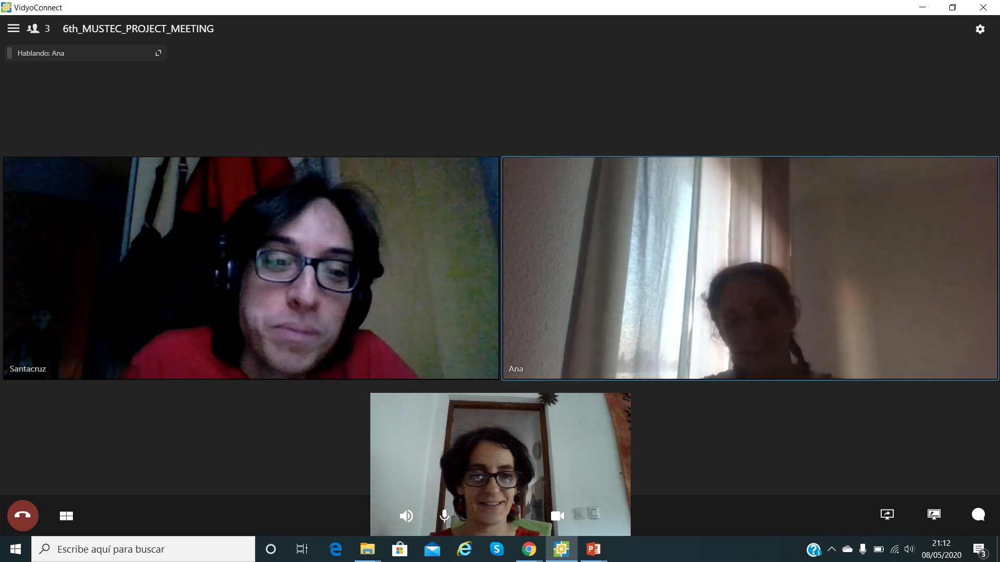 VidyoConnect
3 6th_MUSTEC_PROJECT_MEETING
Hablando: Ana
Santacruz
Ana
Escribe aquí para buscar
21:12
08/05/2020
3